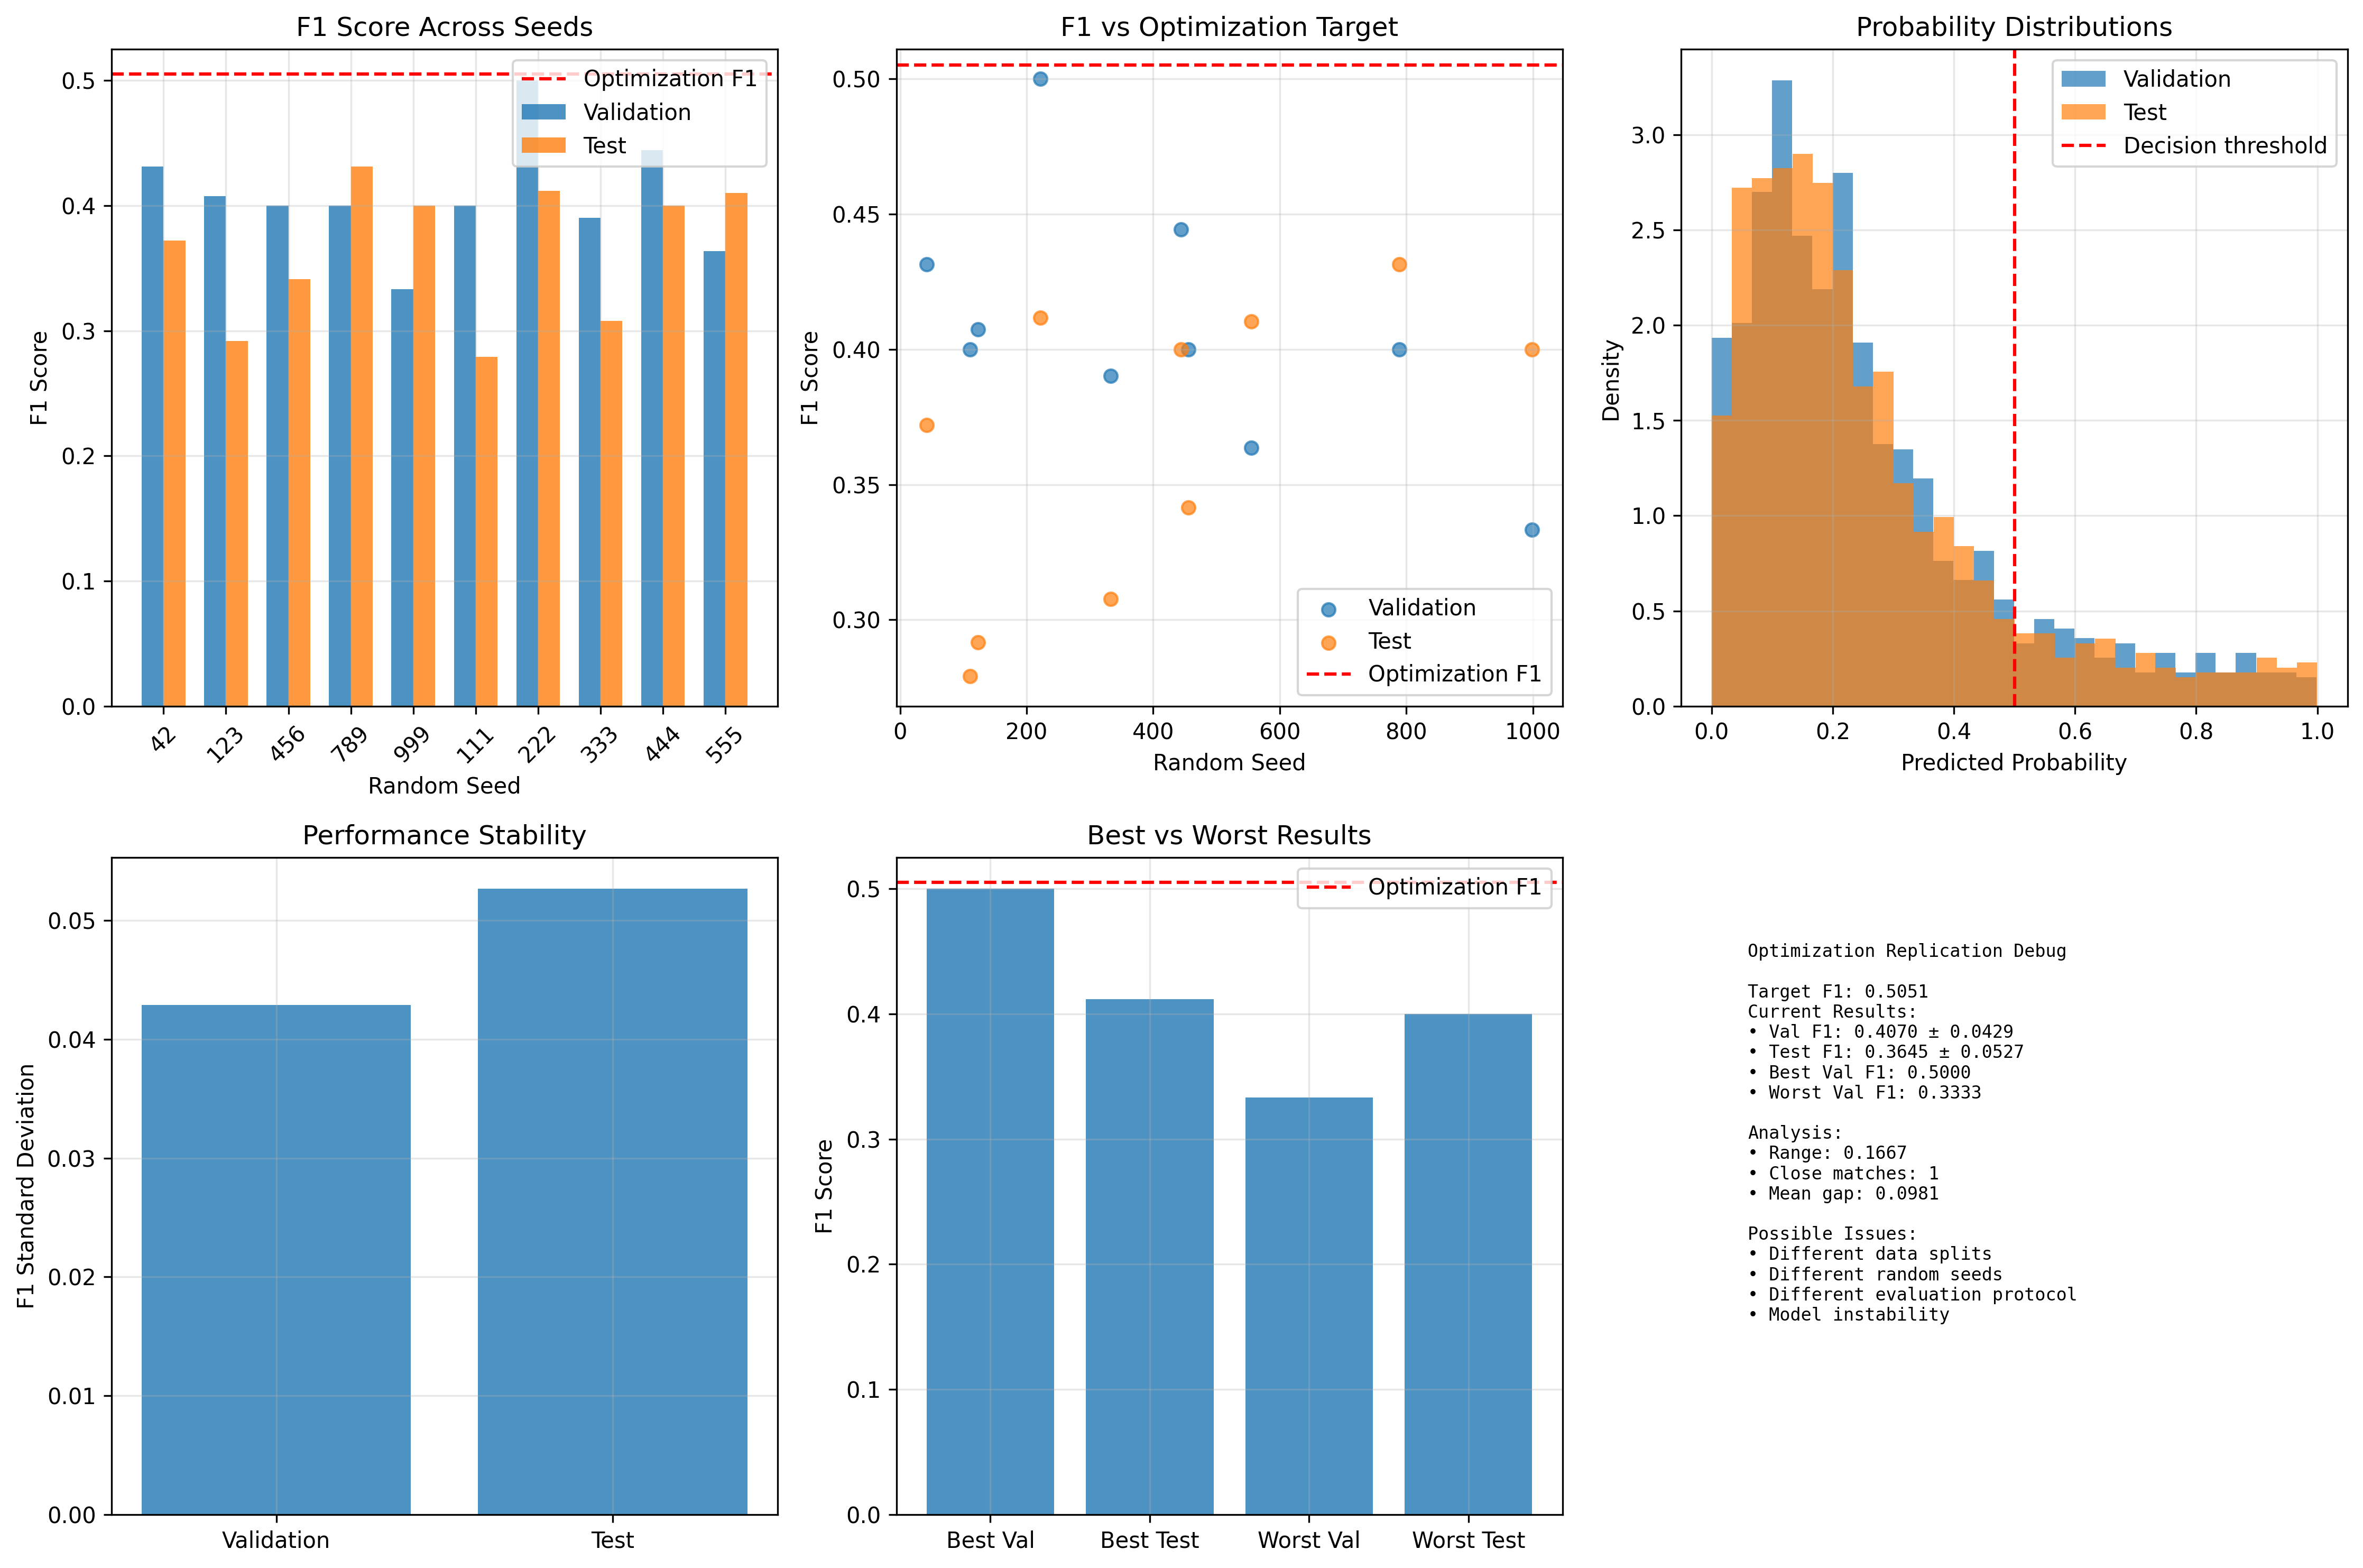 F1 Score Across Seeds
F1 Score
0.5
0.4
0.3
0.2
0.1
0.0
Optimization F1
Validation
Test
42
123
456
789
999
111
222
333
444
555
Random Seed
F1 vs Optimization Target
F1 Score
0.50
0.45
0.40
0.35
0.30
Validation
Test
Optimization F1
0
200
400
600
800
1000
Random Seed
Probability Distributions
Density
3.0
2.5
2.0
1.5
1.0
0.5
0.0
Validation
Test
Decision threshold
0.0
0.2
0.4
0.6
0.8
1.0
Predicted Probability
Performance Stability
F1 Standard Deviation
0.05
0.04
0.03
0.02
0.01
0.00
Validation
Test
Best vs Worst Results
F1 Score
0.5
0.4
0.3
0.2
0.1
0.0
Optimization F1
Best Val
Best Test
Worst Val
Worst Test
Optimization Replication Debug
Target F1: 0.5051
Current Results:
• Val F1: 0.4070 ± 0.0429
• Test F1: 0.3645 ± 0.0527
• Best Val F1: 0.5000
• Worst Val F1: 0.3333
Analysis:
• Range: 0.1667
• Close matches: 1
• Mean gap: 0.0981
Possible Issues:
• Different data splits
• Different random seeds
• Different evaluation protocol
• Model instability